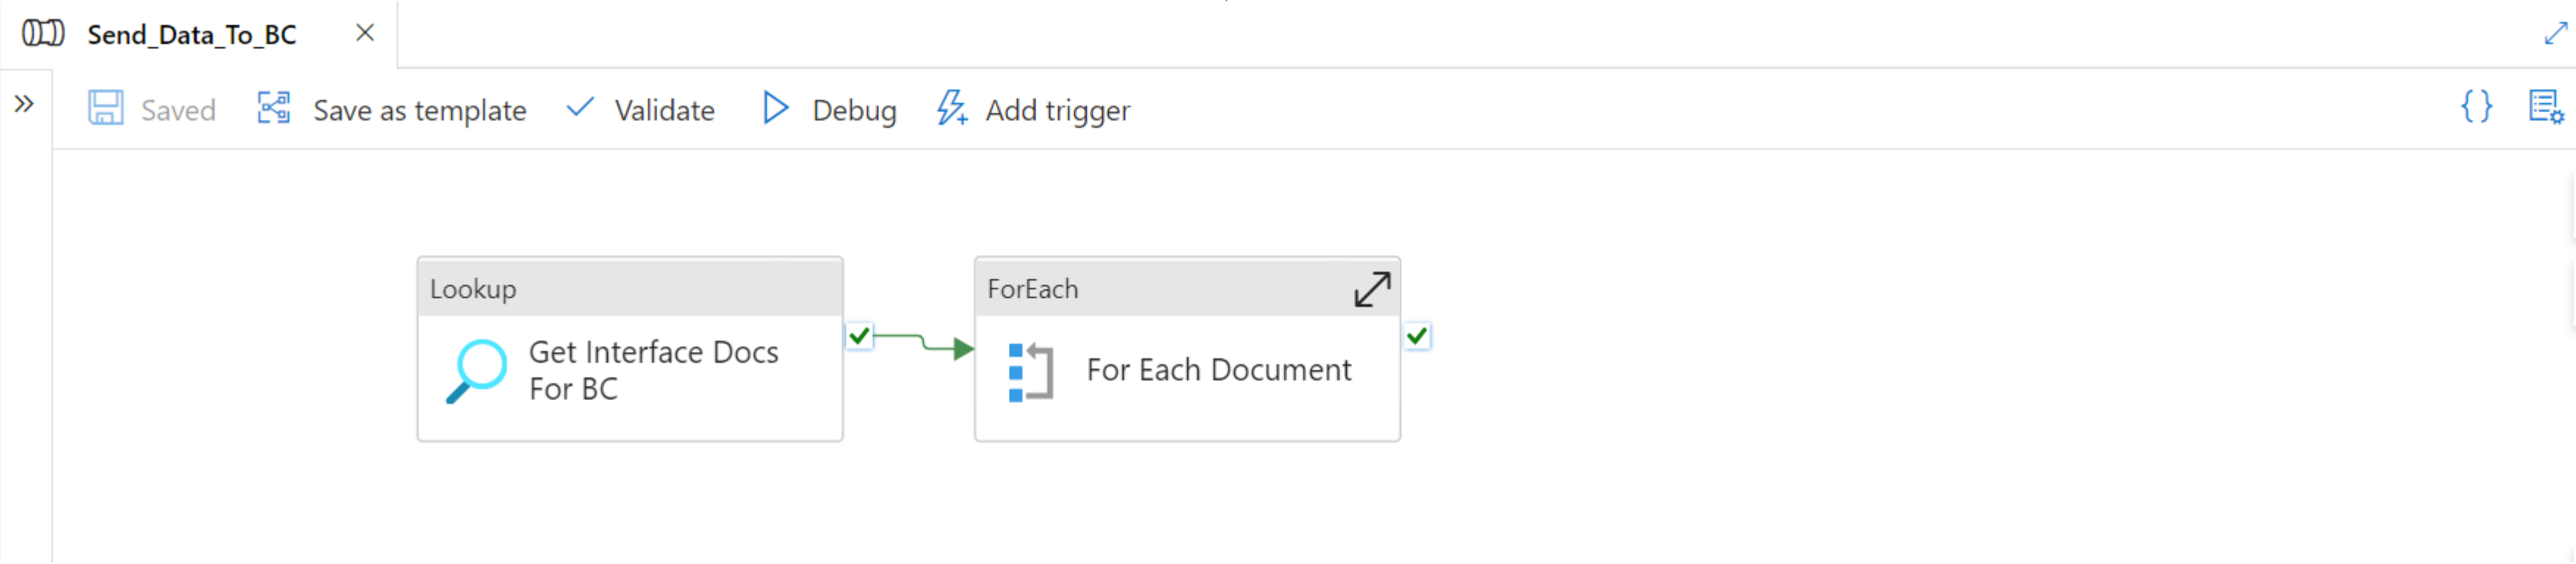 Send_Data_To_BC
Saved
Save as template
Validate
Debug
Add trigger
Lookup
Get Interface Docs
For BC
ForEach
For Each Document